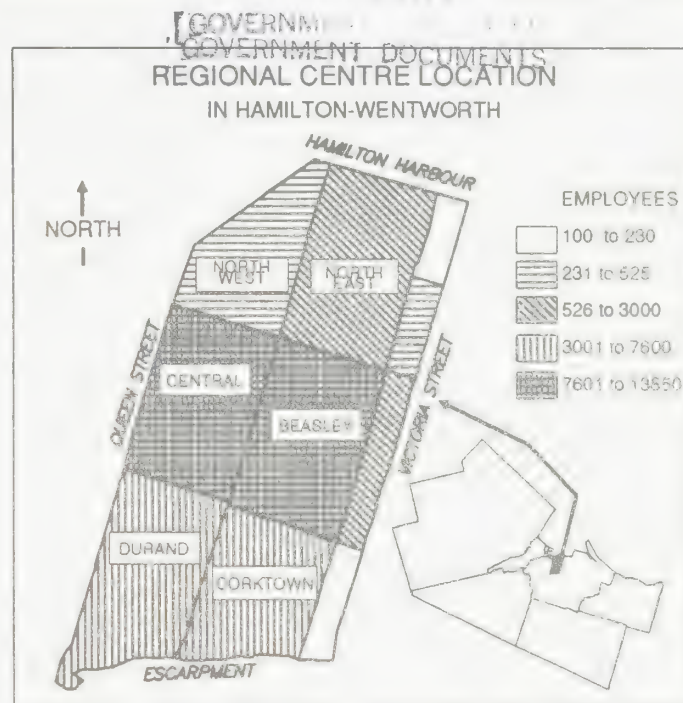 GOVERNM
GOVERNMENT DOCUMENTS
REGIONAL CENTRE LOCATION
IN HAMILTON-WENTWORTH
HAMILTON HARBOUR
NORTH
EMPLOYEES
100 to 230
231 to 525
526 to 3000
3001 to 7600
7601 to 13850
NORTH WEST
NORTH EAST
QUEEN STREET
CENTRAL
BEASLEY
VICTORIA STREET
DURAND
CORKTOWN
ESCARPMENT